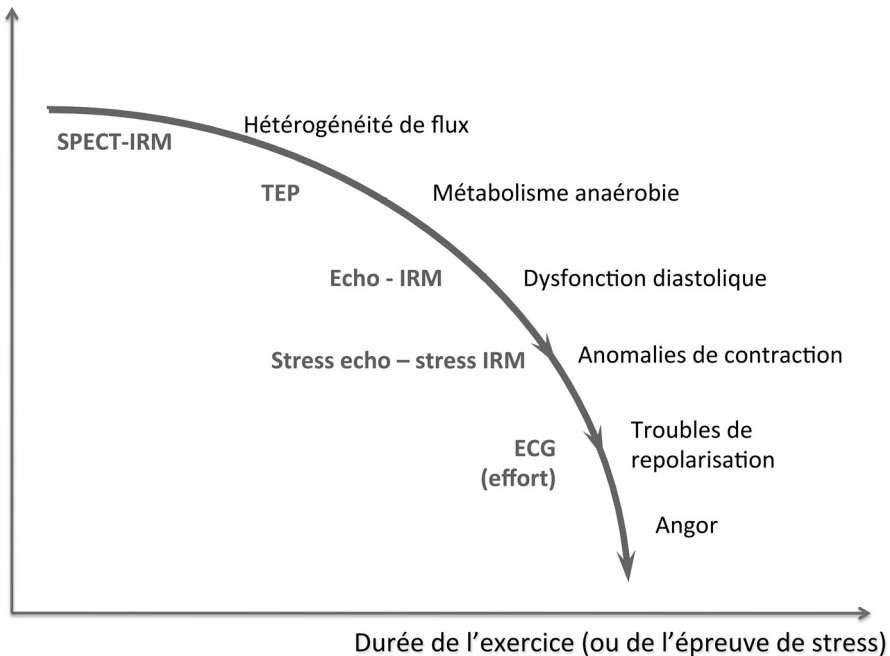 Hétérogénéité de flux
SPECT-IRM
TEP
Métabolisme anaérobie
Echo - IRM
Dysfonction diastolique
Stress echo – stress IRM
Anomalies de contraction
ECG
(effort)
Troubles de
repolarisation
Angor
Durée de l'exercice (ou de l'épreuve de stress)